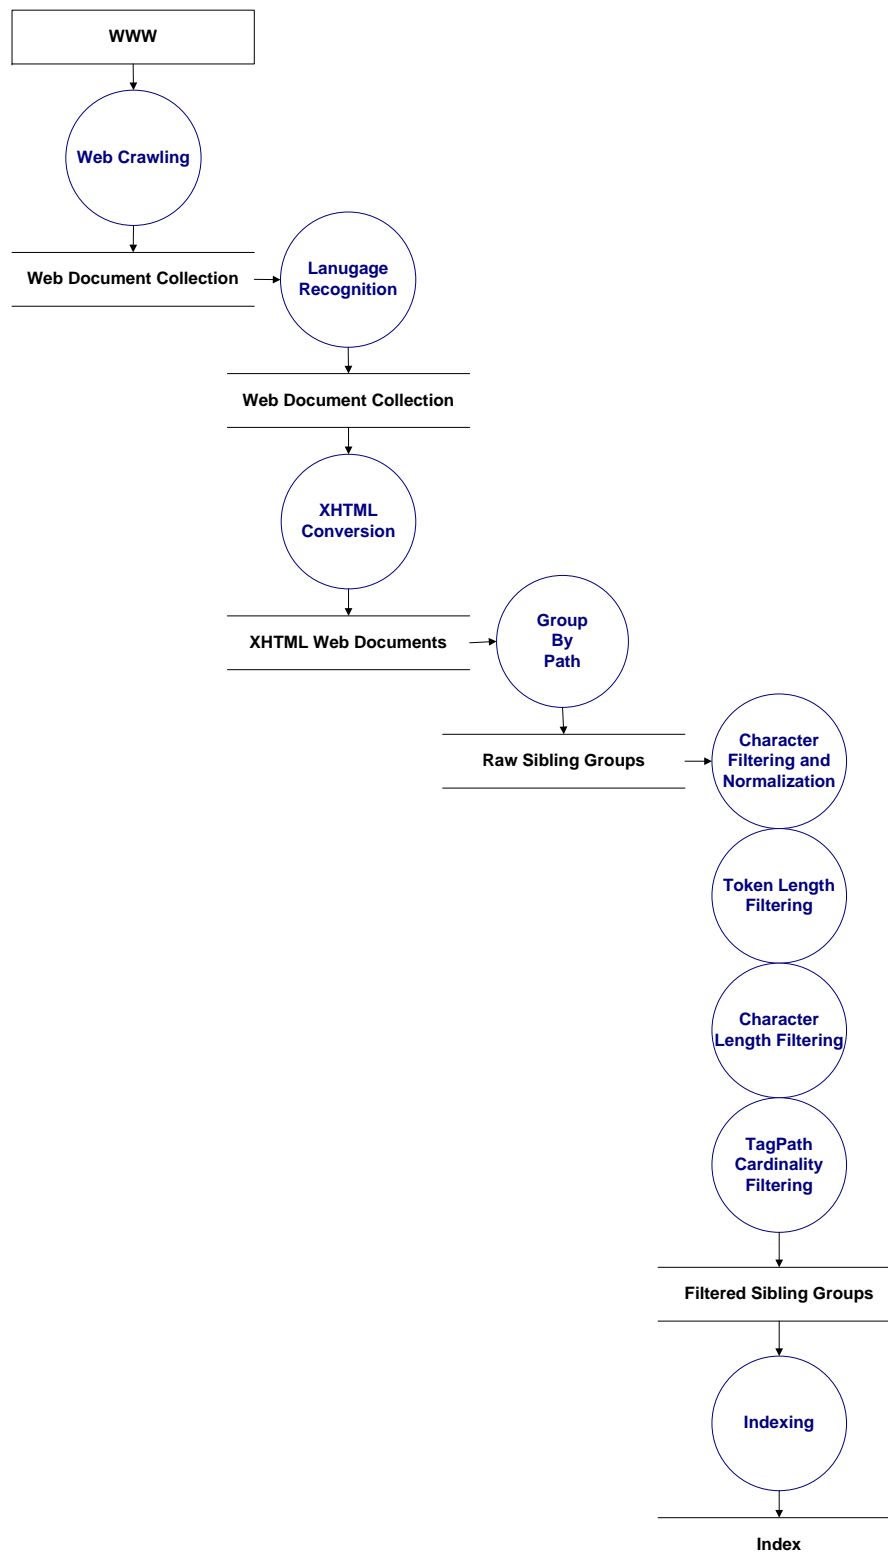 WWW
Web Crawling
Web Document Collection
Lanugage
Recognition
Web Document Collection
XHTML
Conversion
XHTML Web Documents
Group
By
Path
Raw Sibling Groups
Character
Filtering and
Normalization
Token Length
Filtering
Character
Length Filtering
TagPath
Cardinality
Filtering
Filtered Sibling Groups
Indexing
Index